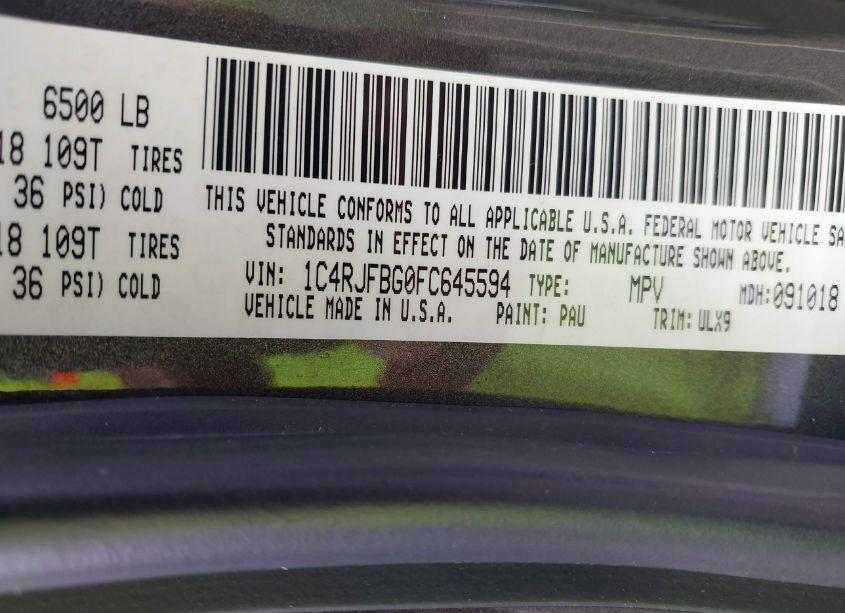 6500 LB
18 109T TIRES
36 PSI) COLD
18 109T TIRES
36 PSI) COLD
THIS VEHICLE CONFORMS TO ALL APPLICABLE U.S.A. FEDERAL MOTOR VEHICLE SA
STANDARDS IN EFFECT ON THE DATE OF MANUFACTURE SHOWN ABOVE.
VIN: 1C4RJFBG0FC645594 TYPE: MPV MDH:091018
VEHICLE MADE IN U.S.A. PAINT: PAU TRIM: ULX9